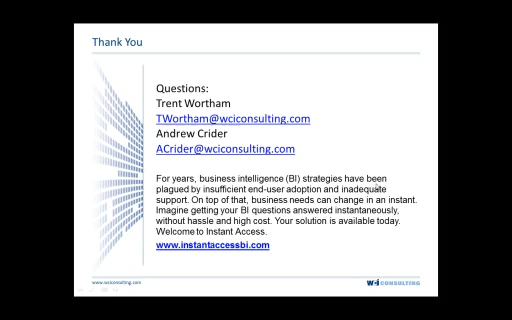 Thank You
Questions:
Trent Wortham
TWortham@wciconsulting.com
Andrew Crider
ACrider@wciconsulting.com
For years, business intelligence (BI) strategies have been
plagued by insufficient end-user adoption and inadequate
support. On top of that, business needs can change in an instant.
Imagine getting your BI questions answered instantaneously,
without hassle and high cost. Your solution is available today.
Welcome to Instant Access.
www.instantaccessbi.com
www.wciconsulting.com
WCI CONSULTING